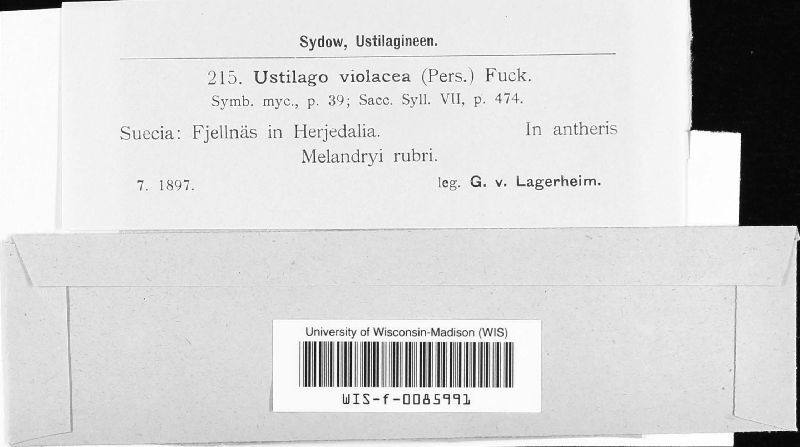 Sydow, Ustilagineen.
215. Ustilago violacea (Pers.) Fuck.
Symb. myc., p. 39; Sacc. Syll. VII, p. 474.
Suecia: Fjellnäs in Herjedalia. In antheris
Melandryi rubri.
7. 1897. leg. G. v. Lagerheim.
University of Wisconsin-Madison (WIS)
WIS-f-0085991